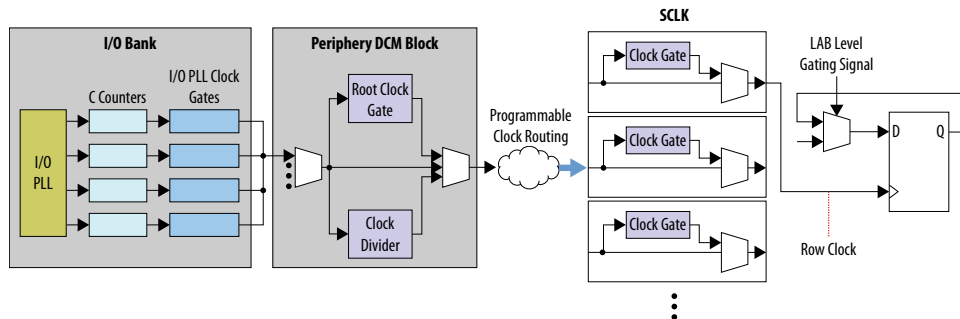 I/O Bank
C Counters
I/O PLL Clock
Gates
I/O
PLL
Periphery DCM Block
Root Clock
Gate
Clock
Divider
Programmable
Clock Routing
SCLK
Clock Gate
Clock Gate
Clock Gate
LAB Level
Gating Signal
D
Q
Row Clock